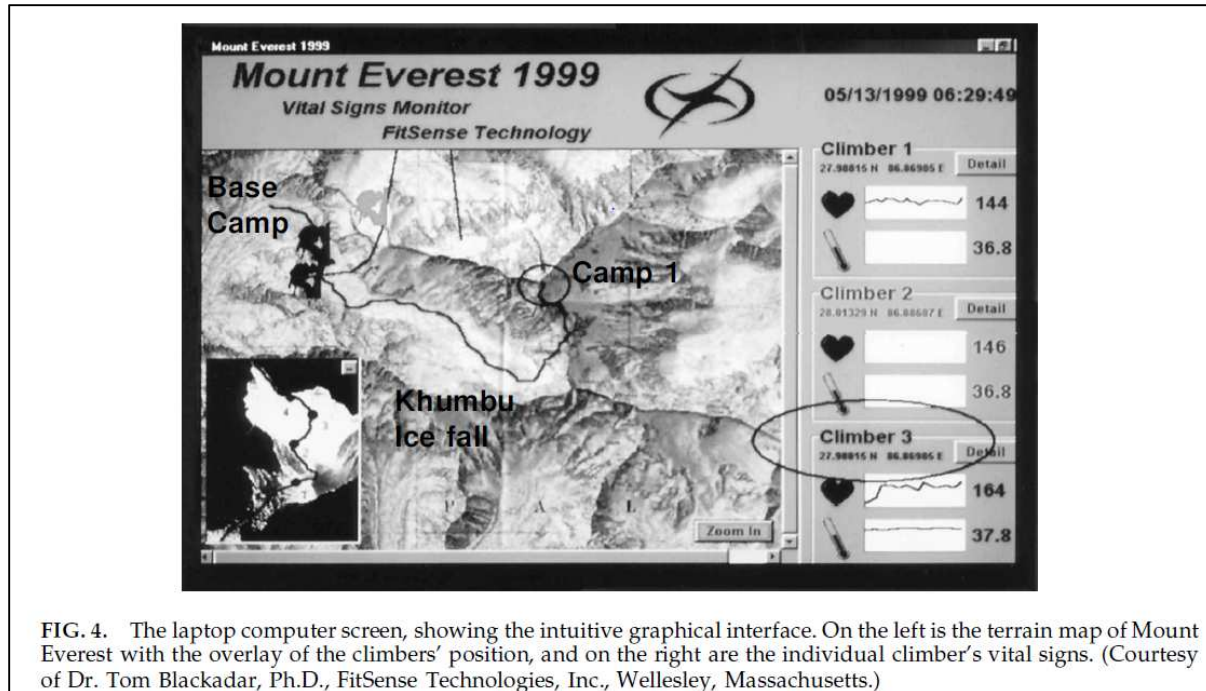 Mount Everest 1999
Mount Everest 1999
Vital Signs Monitor
FitSense Technology
05/13/1999 06:29:49
Base
Camp
Camp 1
Khumbu
Ice fall
P A L
Zoom In
Climber 1
27.98815 N 86.86905 E
Detail
144
36.8
Climber 2
28.01329 N 86.88687 E
Detail
146
36.8
Climber 3
27.98815 N 86.86905 E
Detail
164
37.8
FIG. 4. The laptop computer screen, showing the intuitive graphical interface. On the left is the terrain map of Mount
Everest with the overlay of the climbers' position, and on the right are the individual climber's vital signs. (Courtesy
of Dr. Tom Blackadar, Ph.D., FitSense Technologies, Inc., Wellesley, Massachusetts.)